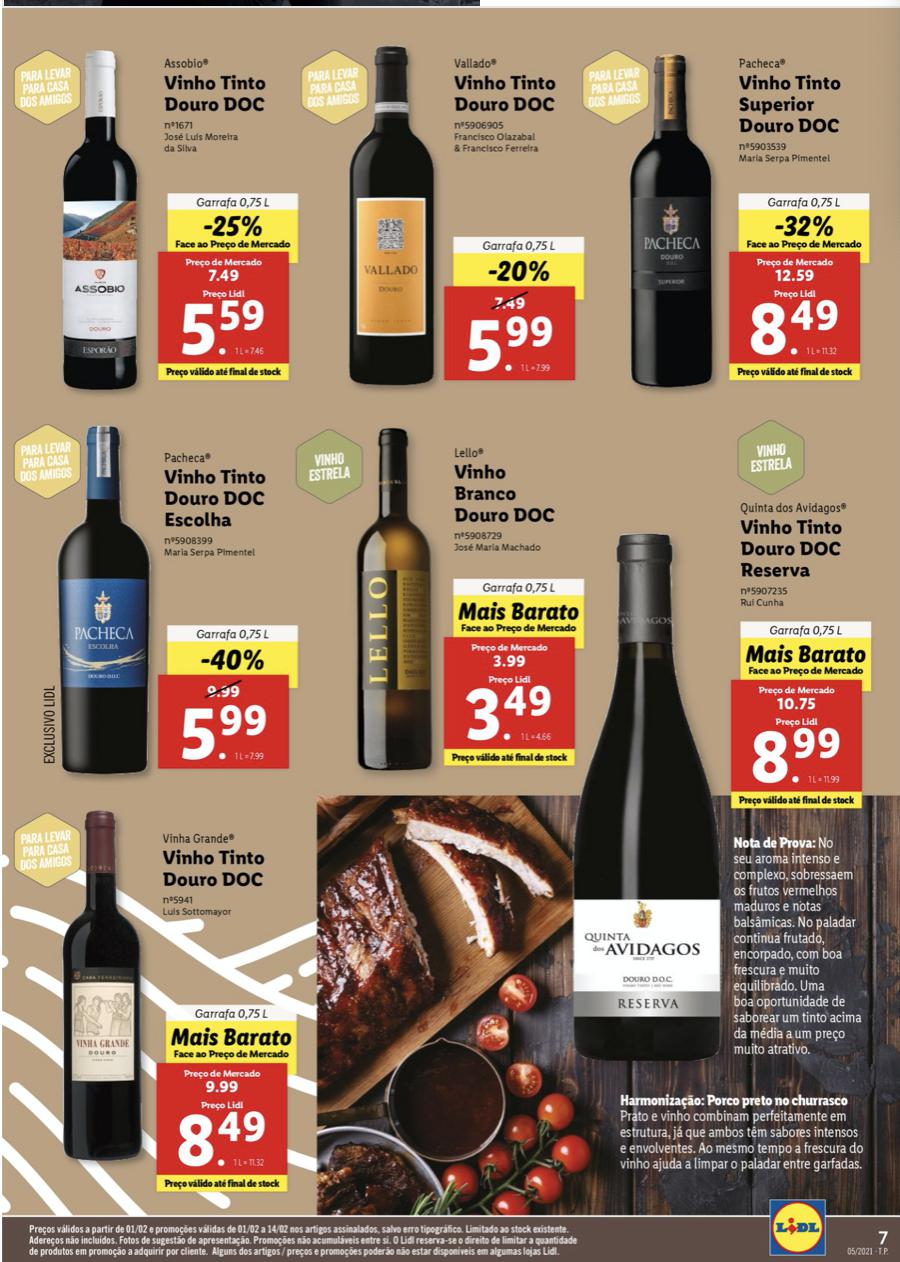 PARA LEVAR
PARA CASA
DOS AMIGOS
Assobio®
Vinho Tinto
Douro DOC
nº1671
José Luís Moreira
da Silva
Garrafa 0,75 L
-25%
Face ao Preço de Mercado
Preço de Mercado
7.49
Preço Lidl
5.59
1 L = 7.46
Preço válido até final de stock
ASSOBIO
DOURO
ESPORÃO
PARA LEVAR
PARA CASA
DOS AMIGOS
Vallado®
Vinho Tinto
Douro DOC
nº5906905
Francisco Olazabal
& Francisco Ferreira
Garrafa 0,75 L
-20%
7.49
5.99
1 L = 7.99
VALLADO
DOURO
PARA LEVAR
PARA CASA
DOS AMIGOS
Pacheca®
Vinho Tinto
Superior
Douro DOC
nº5903539
Maria Serpa Pimentel
Garrafa 0,75 L
-32%
Face ao Preço de Mercado
Preço de Mercado
12.59
Preço Lidl
8.49
1 L = 11.32
Preço válido até final de stock
PACHECA
PACHECA
DOURO
D.O.C
SUPERIOR
PARA LEVAR
PARA CASA
DOS AMIGOS
Pacheca®
Vinho Tinto
Douro DOC
Escolha
nº5908399
Maria Serpa Pimentel
Garrafa 0,75 L
-40%
9.99
5.99
1 L = 7.99
EXCLUSIVO LIDL
PACHECA
PACHECA
ESCOLHA
DOURO D.O.C
VINHO
ESTRELA
Lello®
Vinho
Branco
Douro DOC
nº5908729
José Maria Machado
Garrafa 0,75 L
Mais Barato
Face ao Preço de Mercado
Preço de Mercado
3.99
Preço Lidl
3.49
1 L = 4.66
Preço válido até final de stock
LELLO
VINHO
ESTRELA
Quinta dos Avidagos®
Vinho Tinto
Douro DOC
Reserva
nº5907235
Rui Cunha
Garrafa 0,75 L
Mais Barato
Face ao Preço de Mercado
Preço de Mercado
10.75
Preço Lidl
8.99
1 L = 11.99
Preço válido até final de stock
QUINTA
AVIDAGOS
QUINTA
dos AVIDAGOS
DOURO D.O.C.
RESERVA
PARA LEVAR
PARA CASA
DOS AMIGOS
Vinha Grande®
Vinho Tinto
Douro DOC
nº5941
Luís Sottomayor
Garrafa 0,75 L
Mais Barato
Face ao Preço de Mercado
Preço de Mercado
9.99
Preço Lidl
8.49
1 L = 11.32
Preço válido até final de stock
CASA FERREIRINHA
VINHA GRANDE
DOURO
Nota de Prova: No
seu aroma intenso e
complexo, sobressaem
os frutos vermelhos
maduros e notas
balsâmicas. No paladar
continua frutado,
encorpado, com boa
frescura e muito
equilibrado. Uma
boa oportunidade de
saborear um tinto acima
da média a um preço
muito atrativo.
Harmonização: Porco preto no churrasco
Prato e vinho combinam perfeitamente em
estrutura, já que ambos têm sabores intensos
e envolventes. Ao mesmo tempo a frescura do
vinho ajuda a limpar o paladar entre garfadas.
Preços válidos a partir de 01/02 e promoções válidas de 01/02 a 14/02 nos artigos assinalados, salvo erro tipográfico. Limitado ao stock existente.
Adereços não incluídos. Fotos de sugestão de apresentação. Promoções não acumuláveis entre si. O Lidl reserva-se o direito de limitar a quantidade
de produtos em promoção a adquirir por cliente. Alguns dos artigos / preços e promoções poderão não estar disponíveis em algumas lojas Lidl.
LIDL
7
05/2021 · T.P.